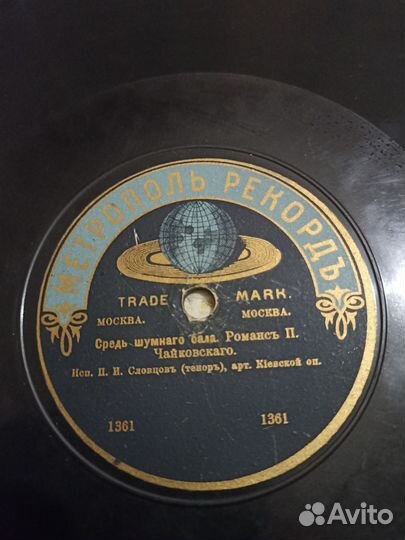 МЕТРОПОЛЬ РЕКОРДЪ
TRADE MARK.
МОСКВА. МОСКВА.
Средь шумнаго бала. Романсъ П.
Чайковскаго.
Исп. П. И. Словцовъ (теноръ), арт. Кіевской оп.
1361 1361
Avito